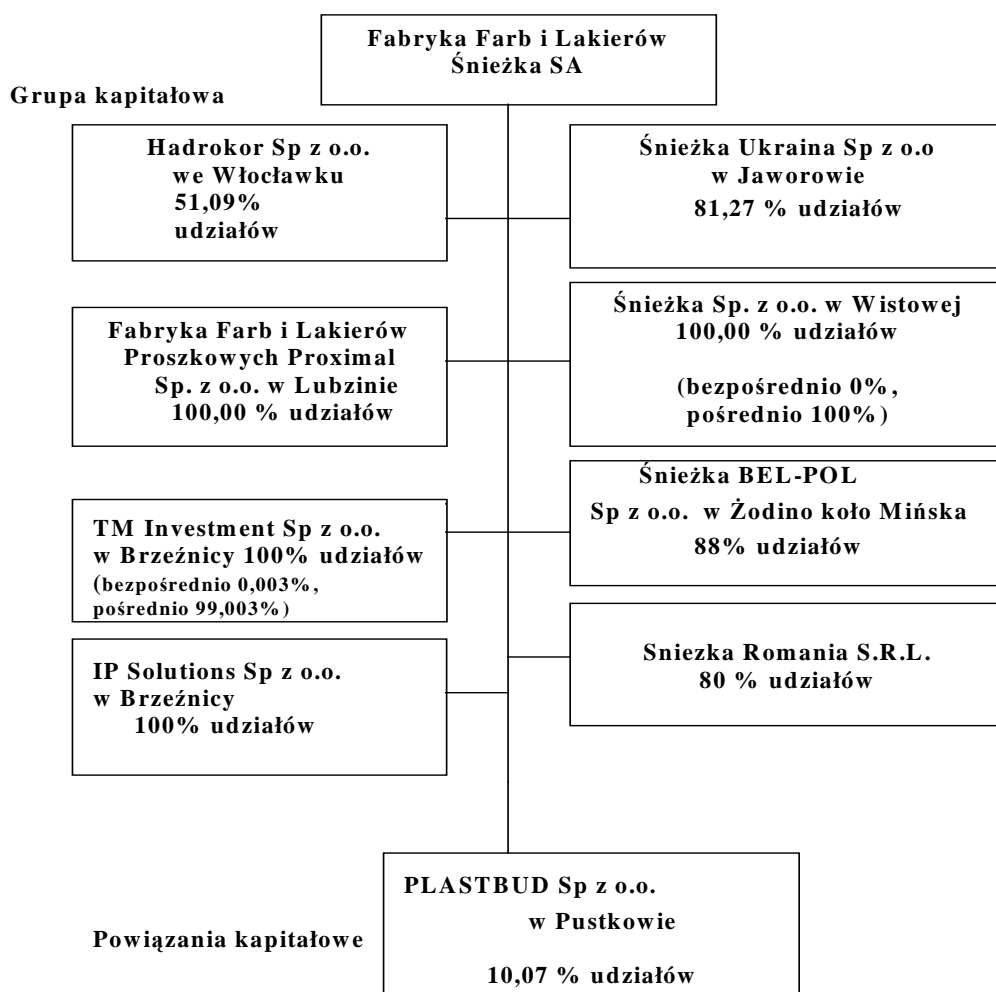 Fabryka Farb i Lakierów
Śnieżka SA
Grupa kapitałowa
Hadrokor Sp z o.o.
we Włocławku
51,09%
udziałów
Śnieżka Ukraina Sp z o.o
w Jaworowie
81,27 % udziałów
Fabryka Farb i Lakierów
Proszkowych Proximal
Sp. z o.o. w Lubzinie
100,00 % udziałów
Śnieżka Sp. z o.o. w Wistowej
100,00 % udziałów
(bezpośrednio 0%,
pośrednio 100%)
TM Investment Sp z o.o.
w Brzeźnicy 100% udziałów
(bezpośrednio 0,003%,
pośrednio 99,003%)
Śnieżka BEL-POL
Sp z o.o. w Żodino koło Mińska
88% udziałów
IP Solutions Sp z o.o.
w Brzeźnicy
100% udziałów
Sniezka Romania S.R.L.
80 % udziałów
PLASTBUD Sp z o.o.
w Pustkowie
10,07 % udziałów
Powiązania kapitałowe